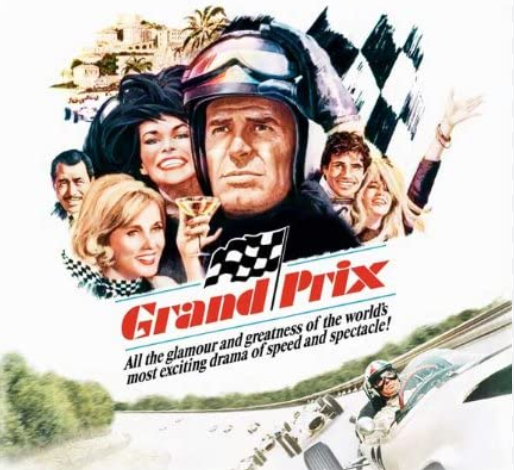 Grand Prix
All the glamour and greatness of the world's
most exciting drama of speed and spectacle!